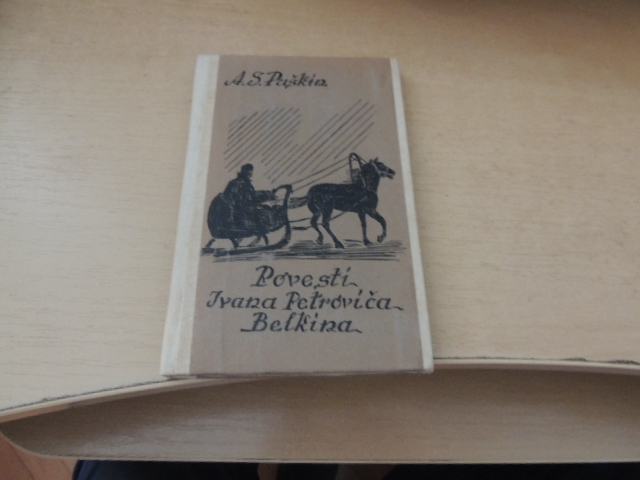 A. S. Puškin
Povesti
Ivana Petroviča
Belkina